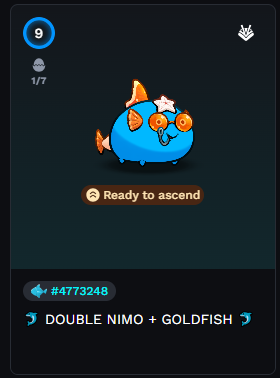 9
1/7
Ready to ascend
#4773248
🐬 DOUBLE NIMO + GOLDFISH 🐬